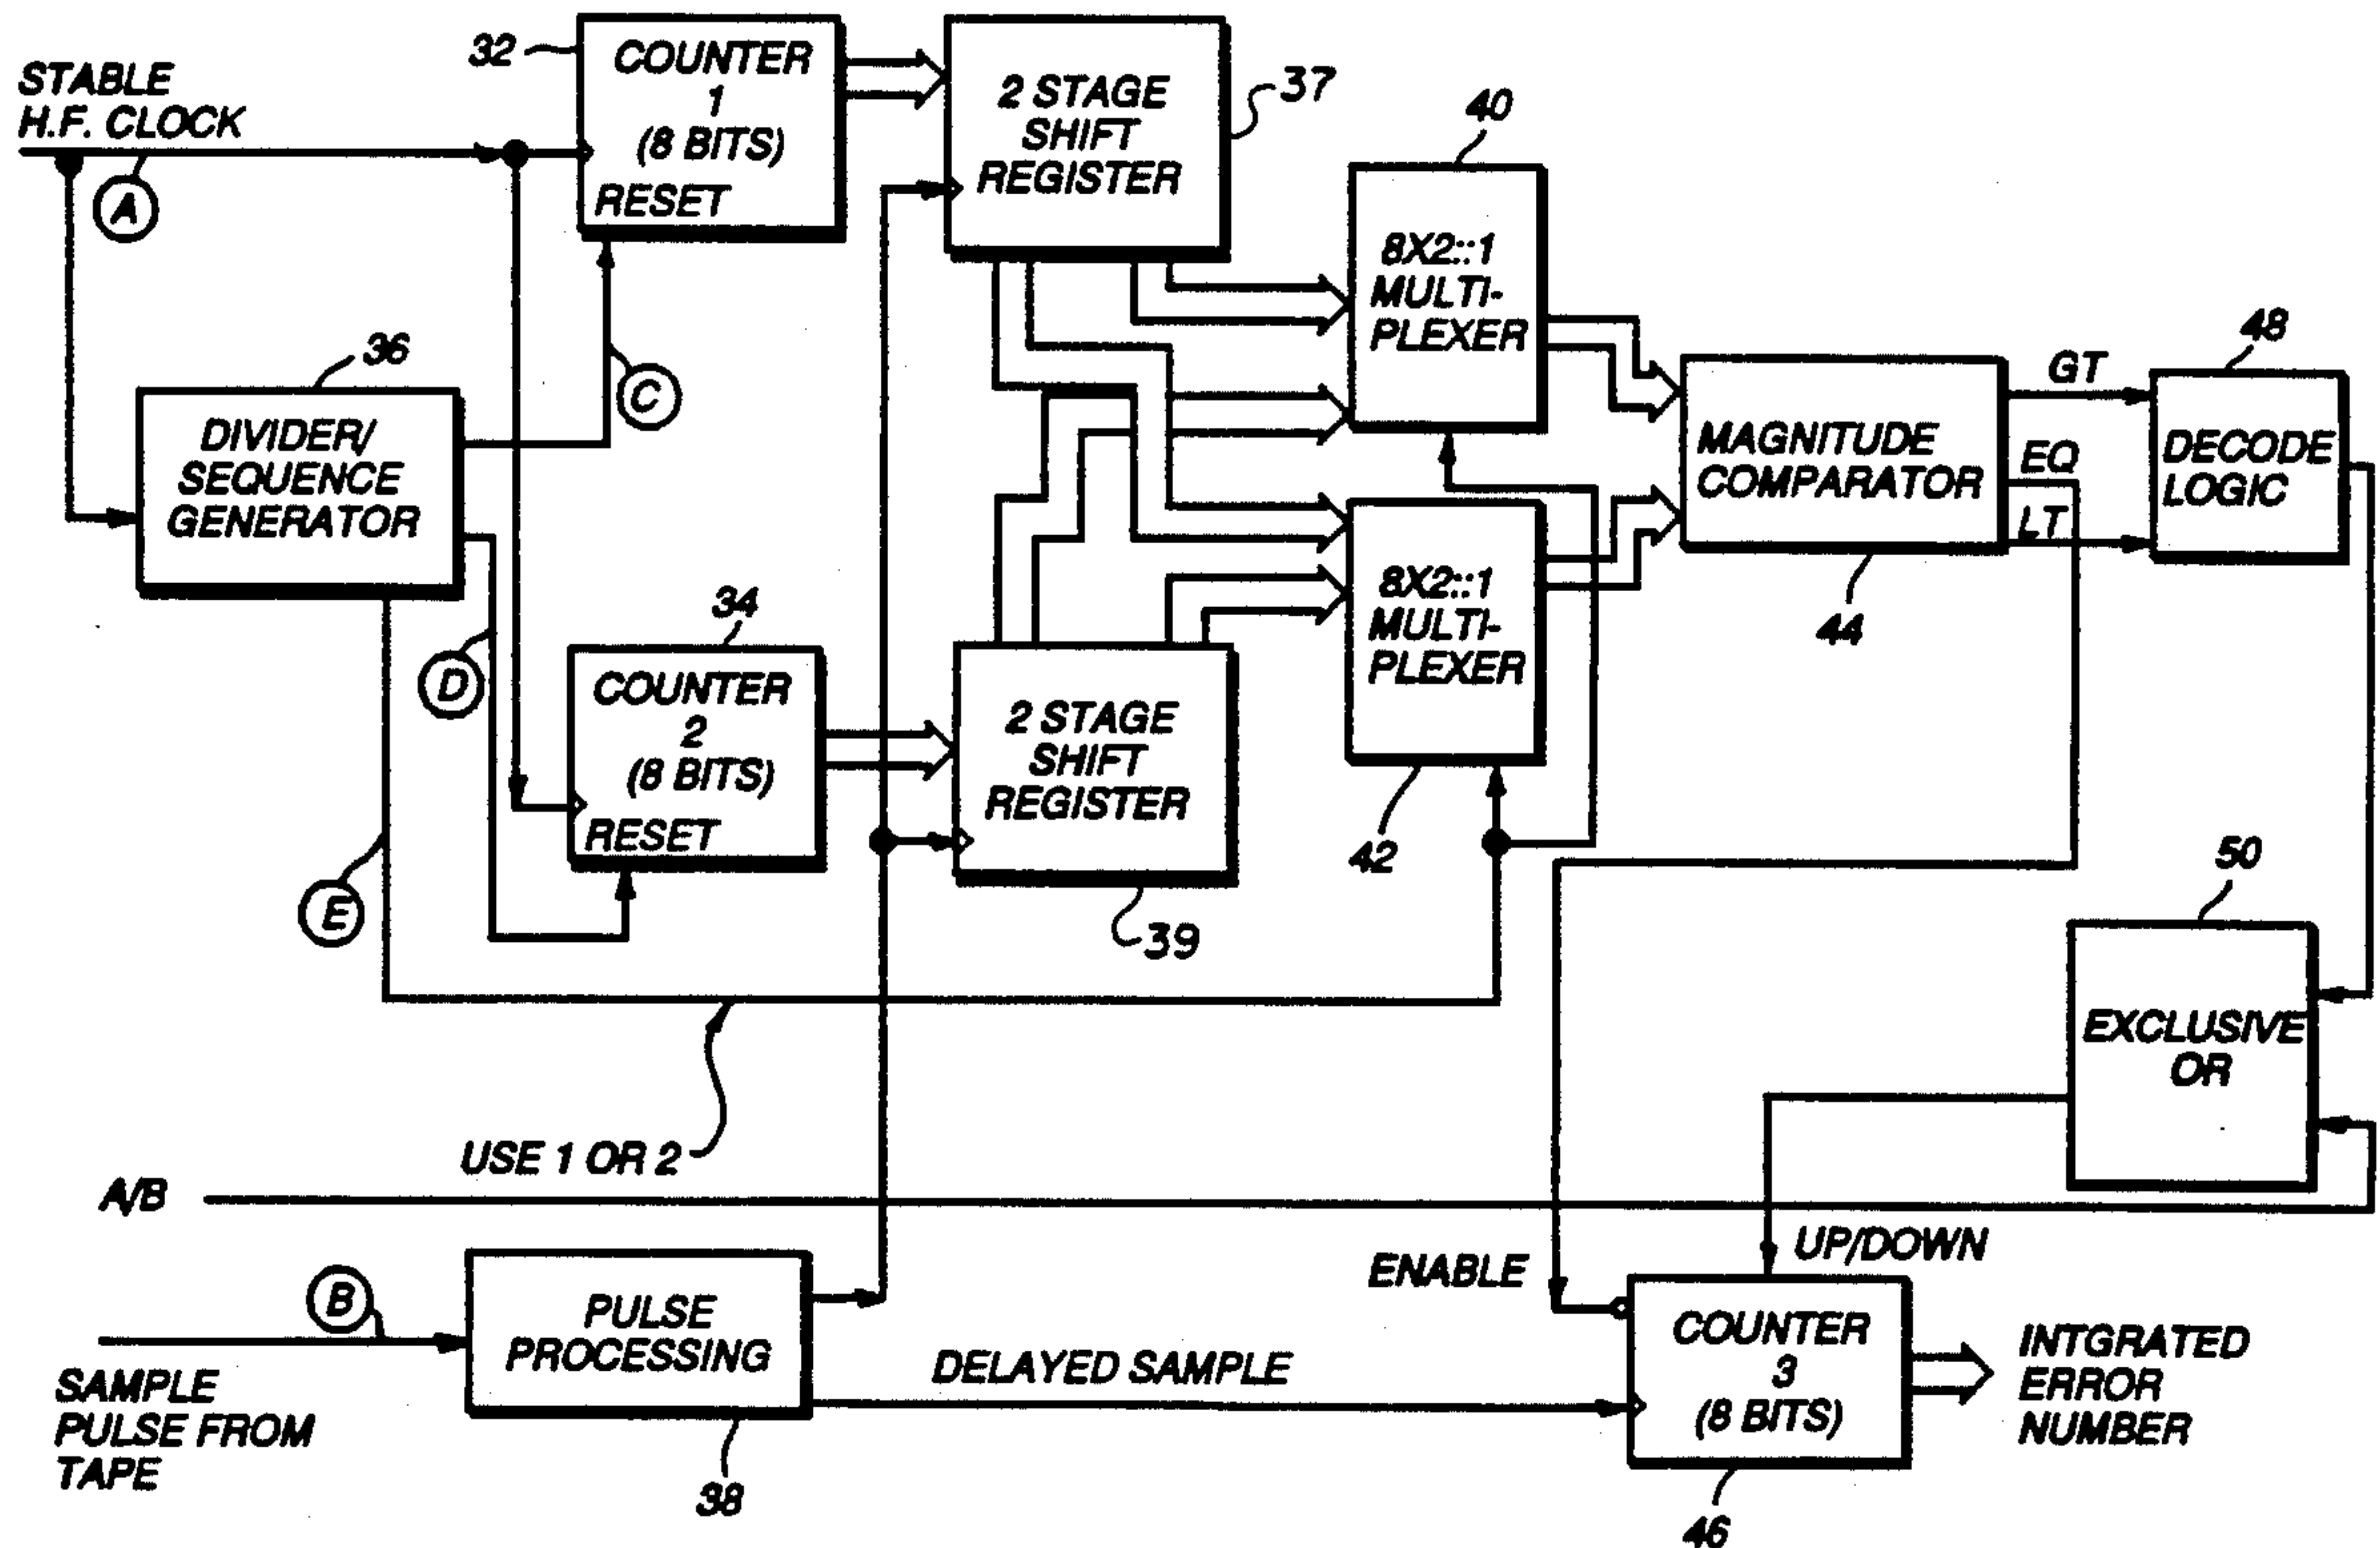 STABLE
H.F. CLOCK
A
32
COUNTER
1
(8 BITS)
RESET
2 STAGE
SHIFT
REGISTER
37
40
8X2::1
MULTI-
PLEXER
36
DIVIDER/
SEQUENCE
GENERATOR
C
D
E
34
COUNTER
2
(8 BITS)
RESET
2 STAGE
SHIFT
REGISTER
39
8X2::1
MULTI-
PLEXER
42
MAGNITUDE
COMPARATOR
44
GT
EQ
LT
48
DECODE
LOGIC
50
EXCLUSIVE
OR
USE 1 OR 2
A/B
B
SAMPLE
PULSE FROM
TAPE
PULSE
PROCESSING
38
DELAYED SAMPLE
ENABLE
UP/DOWN
COUNTER
3
(8 BITS)
46
INTGRATED
ERROR
NUMBER